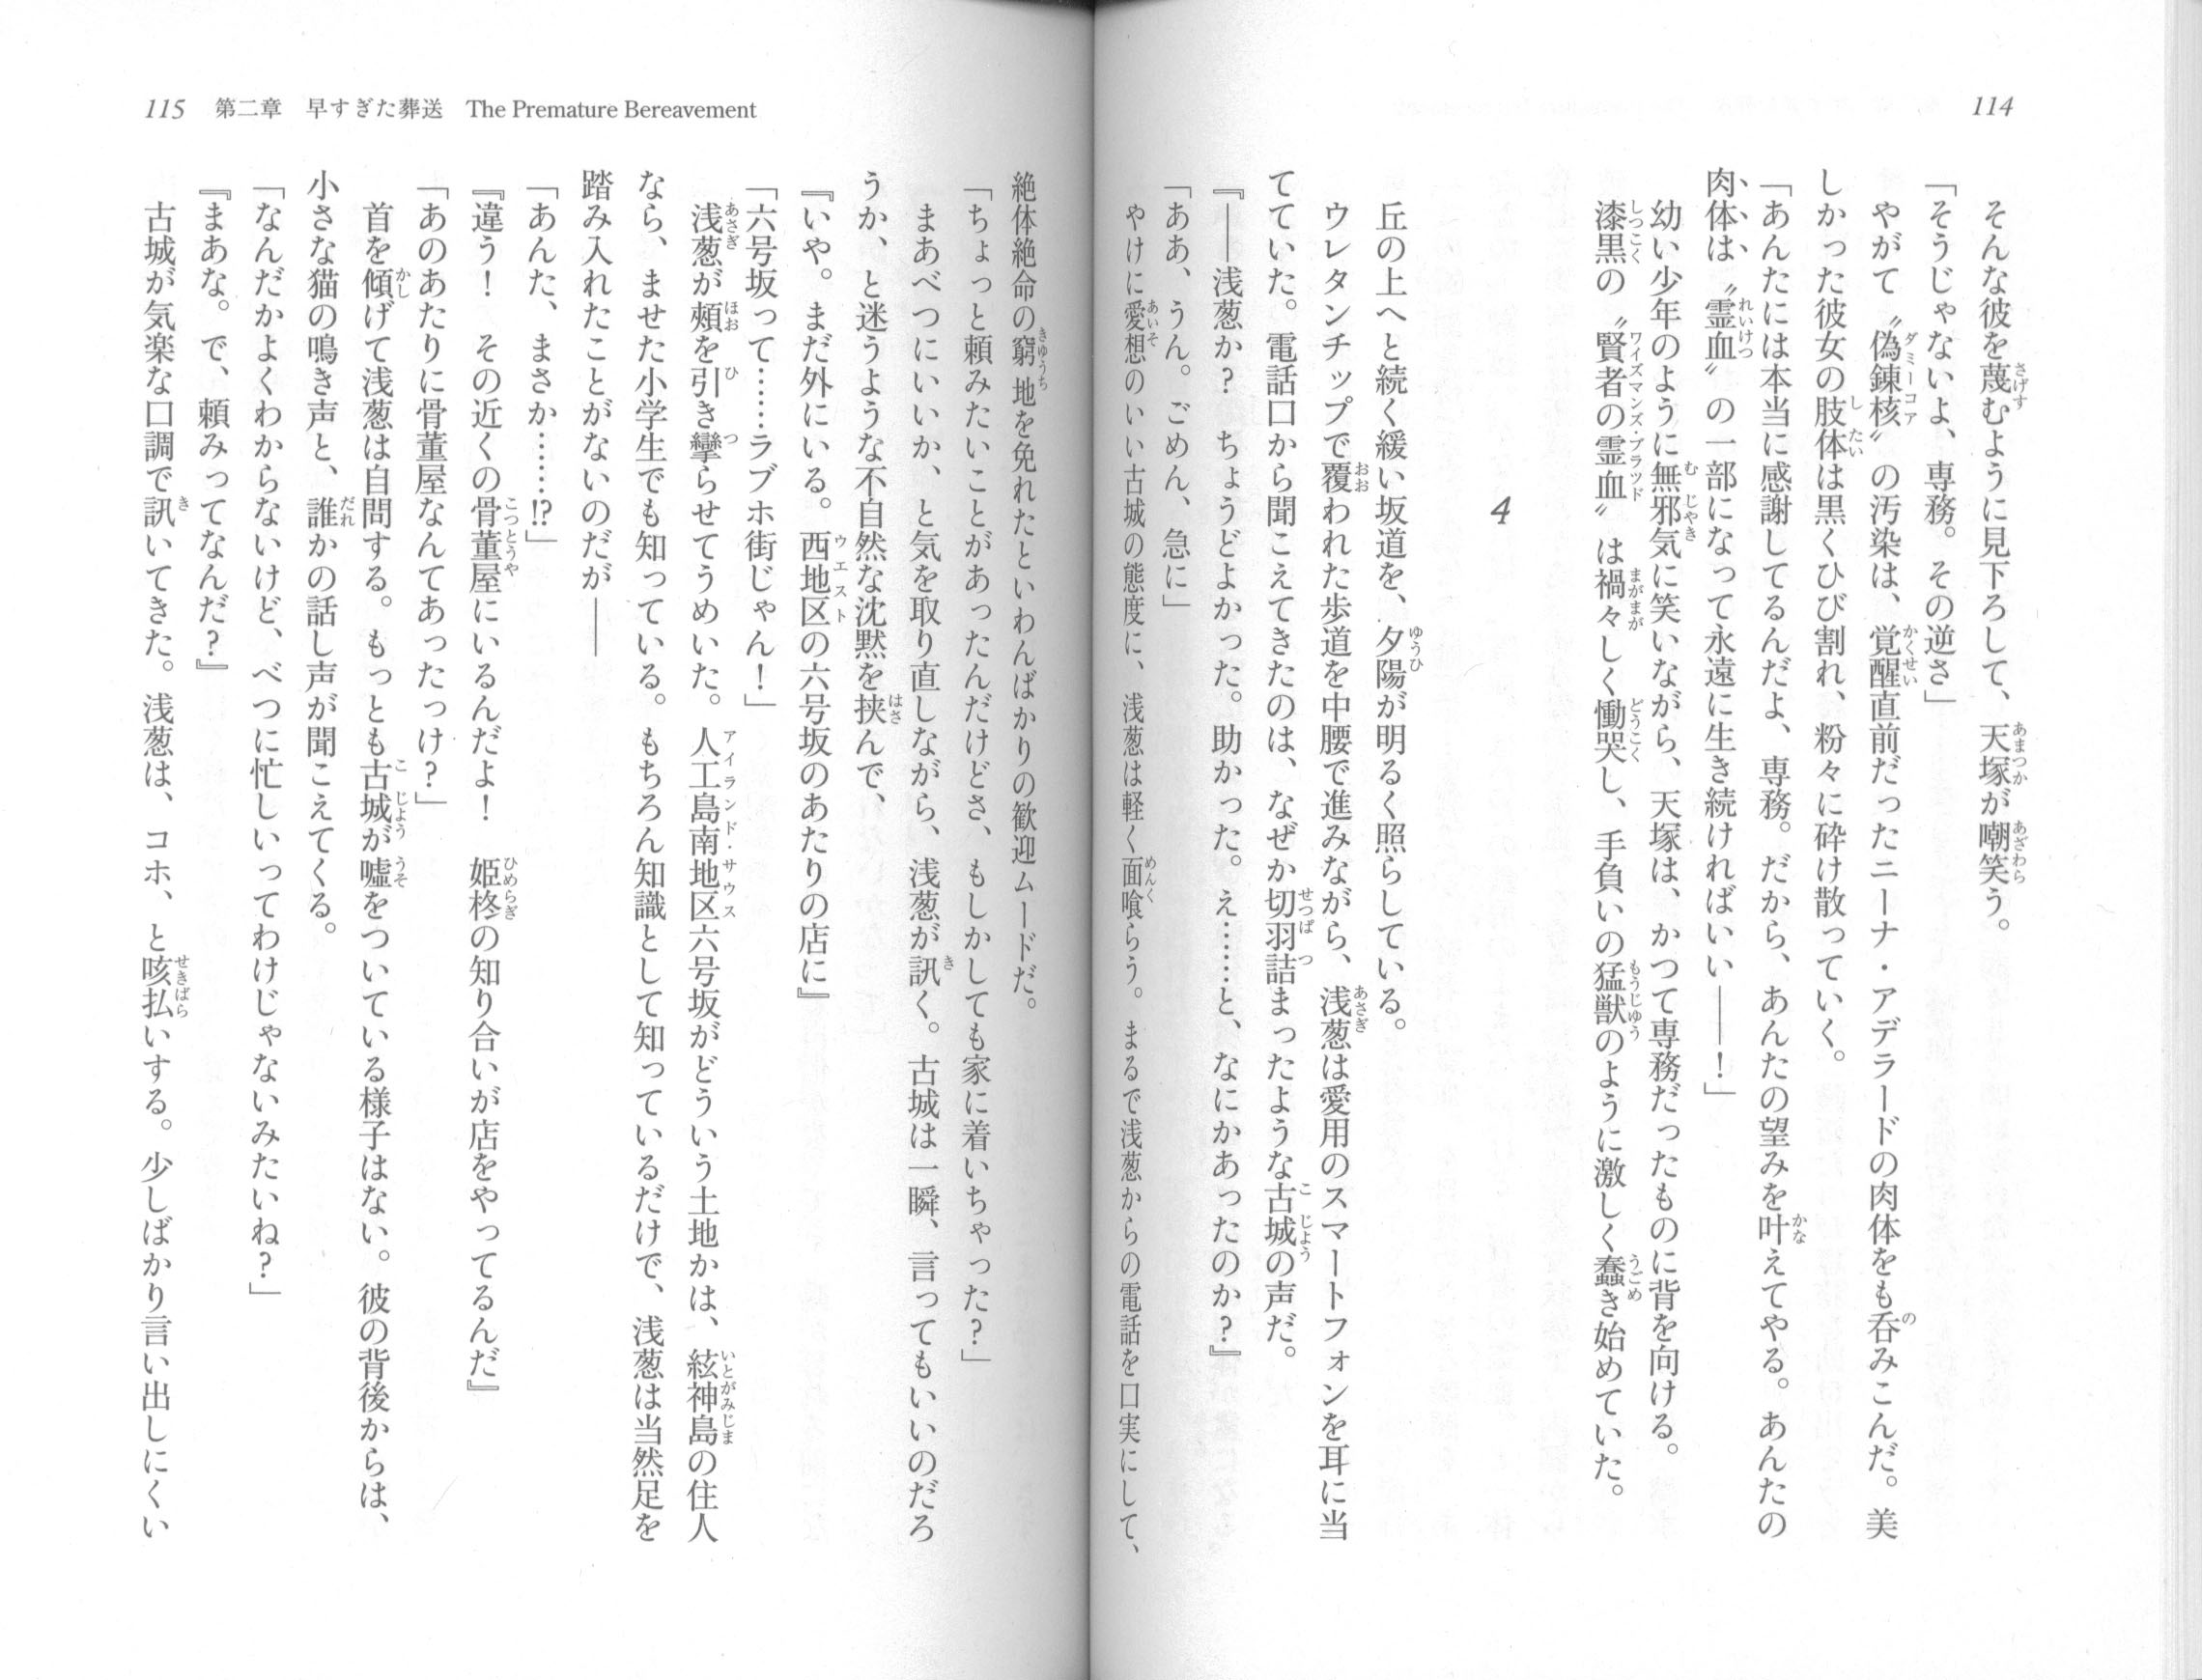 114
そんな彼を蔑むように見下ろして、天塚が嘲笑う。
「そうじゃないよ、専務。その逆さ」
やがて〝偽錬核〟の汚染は、覚醒直前だったニーナ・アデラードの肉体をも呑みこんだ。美
しかった彼女の肢体は黒くひび割れ、粉々に砕け散っていく。
「あんたには本当に感謝してるんだよ、専務。だから、あんたの望みを叶えてやる。あんたの
肉体は〝霊血〟の一部になって永遠に生き続ければいい――！」
幼い少年のように無邪気に笑いながら、天塚は、かつて専務だったものに背を向ける。
漆黒の〝賢者の霊血〟は禍々しく慟哭し、手負いの猛獣のように激しく蠢き始めていた。
4
丘の上へと続く緩い坂道を、夕陽が明るく照らしている。
ウレタンチップで覆われた歩道を中腰で進みながら、浅葱は愛用のスマートフォンを耳に当
てていた。電話口から聞こえてきたのは、なぜか切羽詰まったような古城の声だ。
『――浅葱か？　ちょうどよかった。助かった。え……と、なにかあったのか？』
「ああ、うん。ごめん、急に」
やけに愛想のいい古城の態度に、浅葱は軽く面喰らう。まるで浅葱からの電話を口実にして、
115 第二章　早すぎた葬送　The Premature Bereavement
絶体絶命の窮地を免れたといわんばかりの歓迎ムードだ。
「ちょっと頼みたいことがあったんだけどさ、もしかしても家に着いちゃった？」
まあべつにいいか、と気を取り直しながら、浅葱が訊く。古城は一瞬、言ってもいいのだろ
うか、と迷うような不自然な沈黙を挟んで、
『いや。まだ外にいる。西地区の六号坂のあたりの店に』
「六号坂って……ラブホ街じゃん！」
浅葱が頰を引き攣らせてうめいた。人工島南地区六号坂がどういう土地かは、絃神島の住人
なら、ませた小学生でも知っている。もちろん知識として知っているだけで、浅葱は当然足を
踏み入れたことがないのだが――
「あんた、まさか……!?」
『違う！　その近くの骨董屋にいるんだよ！　姫柊の知り合いが店をやってるんだ』
「あのあたりに骨董屋なんてあったっけ？」
首を傾げて浅葱は自問する。もっとも古城が噓をついている様子はない。彼の背後からは、
小さな猫の鳴き声と、誰かの話し声が聞こえてくる。
「なんだかよくわからないけど、べつに忙しいってわけじゃないみたいね？」
『まあな。で、頼みってなんだ？』
古城が気楽な口調で訊いてきた。浅葱は、コホ、と咳払いする。少しばかり言い出しにくい